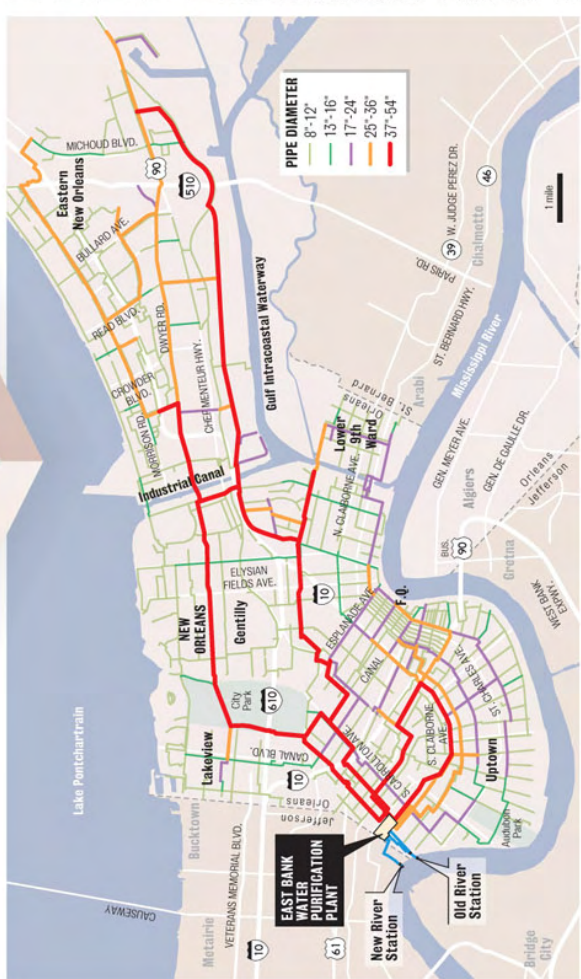 PIPE DIAMETER
8"-12"
13"-16"
17"-24"
25"-36"
37"-54"
1 mile
MICHOUD BLVD.
90
510
Eastern
New Orleans
BULLARD AVE.
READ BLVD.
DWYER RD.
CROWDER
BLVD.
MORRISON RD.
CHEF MENTEUR HWY.
Gulf Intracoastal Waterway
Industrial Canal
39 W. JUDGE PEREZ DR.
46
Chalmette
PARIS RD.
ST. BERNARD HWY.
Mississippi River
Orleans
St. Bernard
Arabi
Lower
9th
Ward
N. CLAIBORNE AVE.
GEN. MEYER AVE.
GEN. DE GAULLE DR.
Algiers
Orleans
Jefferson
BUS.
90
Gretna
WEST BANK
EXPWY.
Lake Pontchartrain
NEW
ORLEANS
Gentilly
ELYSIAN
FIELDS AVE.
10
ESPLANADE AVE.
F.Q.
CANAL
City
Park
610
Lakeview
CANAL BLVD.
S. CARROLLTON AVE.
S. CLAIBORNE
AVE.
ST. CHARLES AVE.
Uptown
Audubon
Park
10
Orleans
Jefferson
Bucktown
VETERANS MEMORIAL BLVD.
CAUSEWAY
Metairie
10
61
EAST BANK
WATER
PURIFICATION
PLANT
New River
Station
Old River
Station
Bridge
City